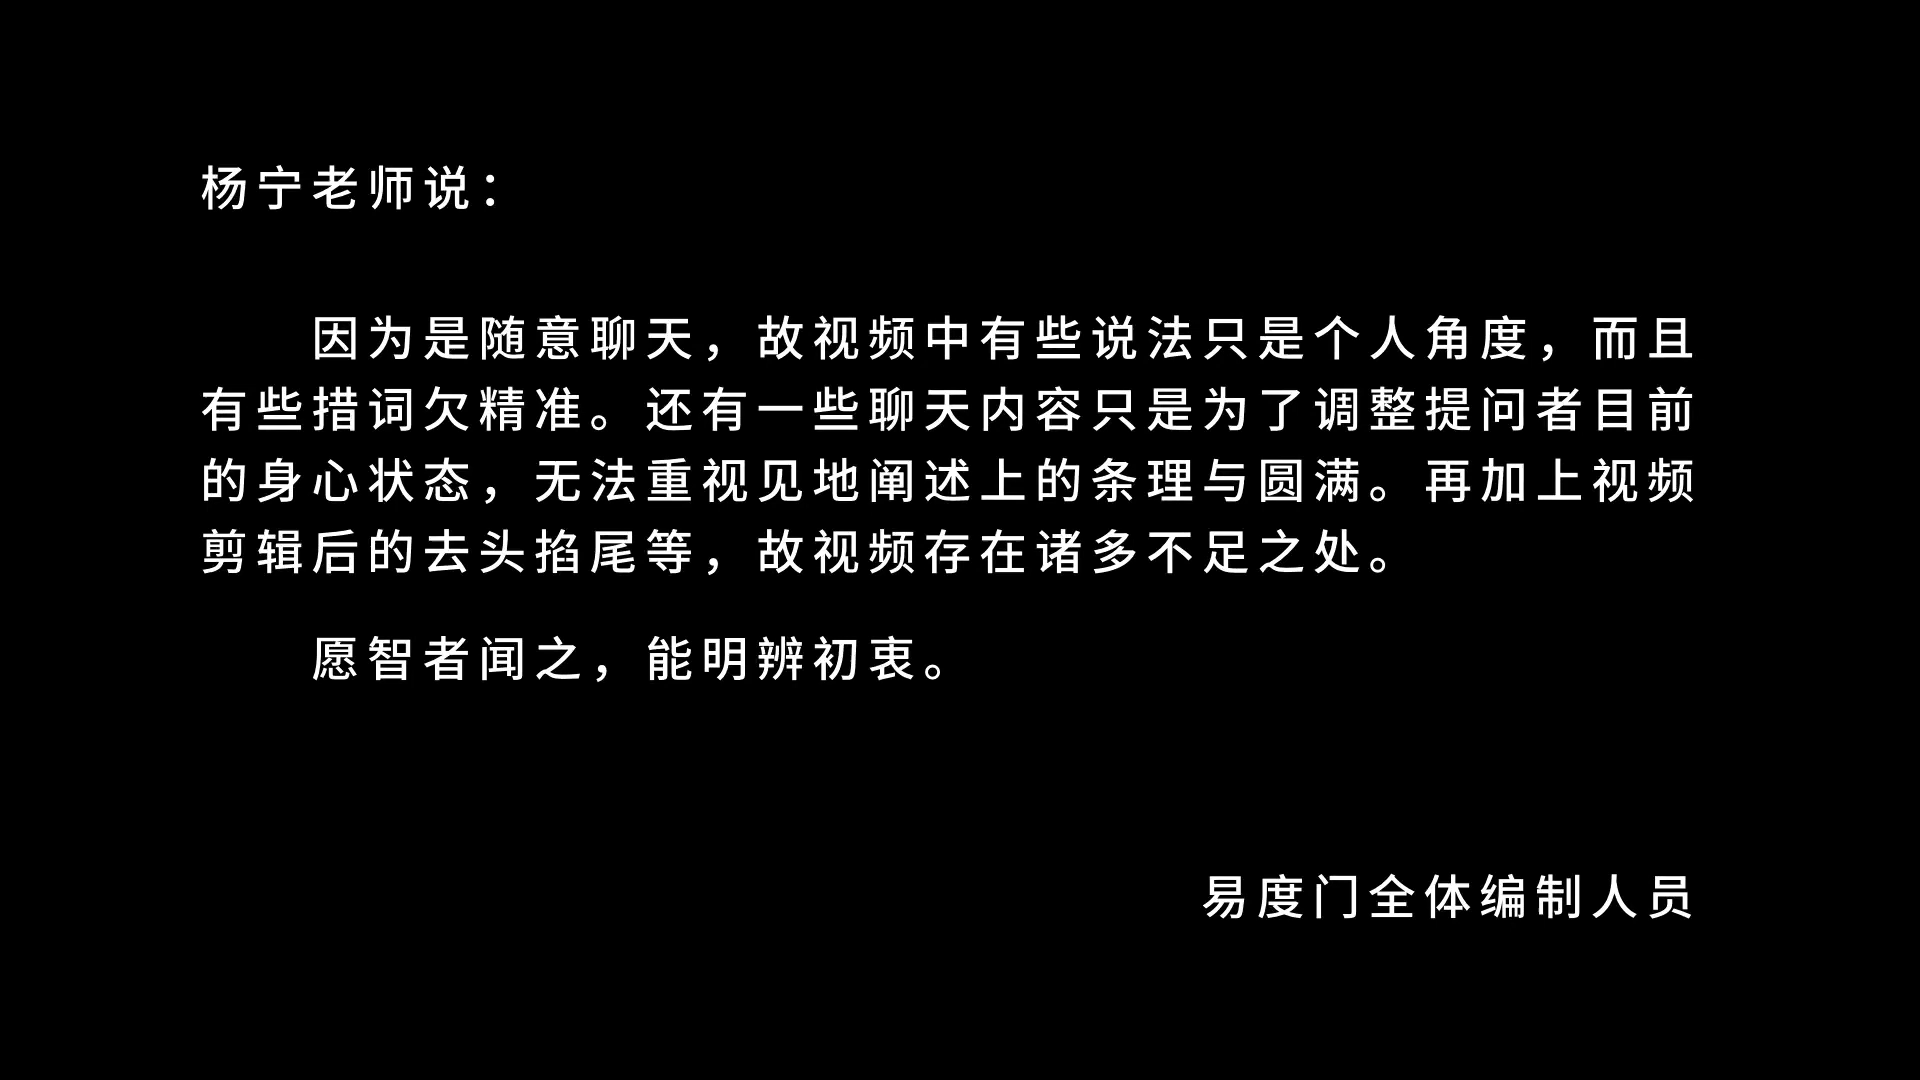 杨宁老师说：
因为是随意聊天，故视频中有些说法只是个人角度，而且
有些措词欠精准。还有一些聊天内容只是为了调整提问者目前
的身心状态，无法重视见地阐述上的条理与圆满。再加上视频
剪辑后的去头掐尾等，故视频存在诸多不足之处。
愿智者闻之，能明辨初衷。
易度门全体编制人员